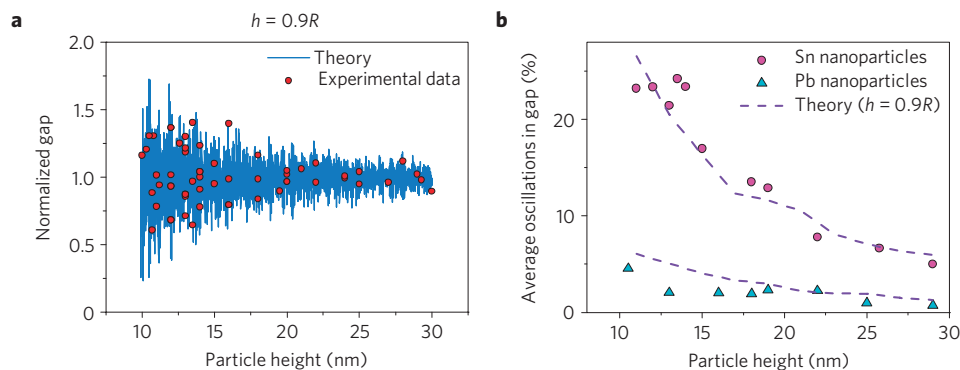 a
h = 0.9R
2.0
1.5
1.0
0.5
0
Normalized gap
Theory
Experimental data
10
15
20
25
30
Particle height (nm)
b
20
10
0
Average oscillations in gap (%)
Sn nanoparticles
Pb nanoparticles
Theory (h = 0.9R)
10
15
20
25
30
Particle height (nm)